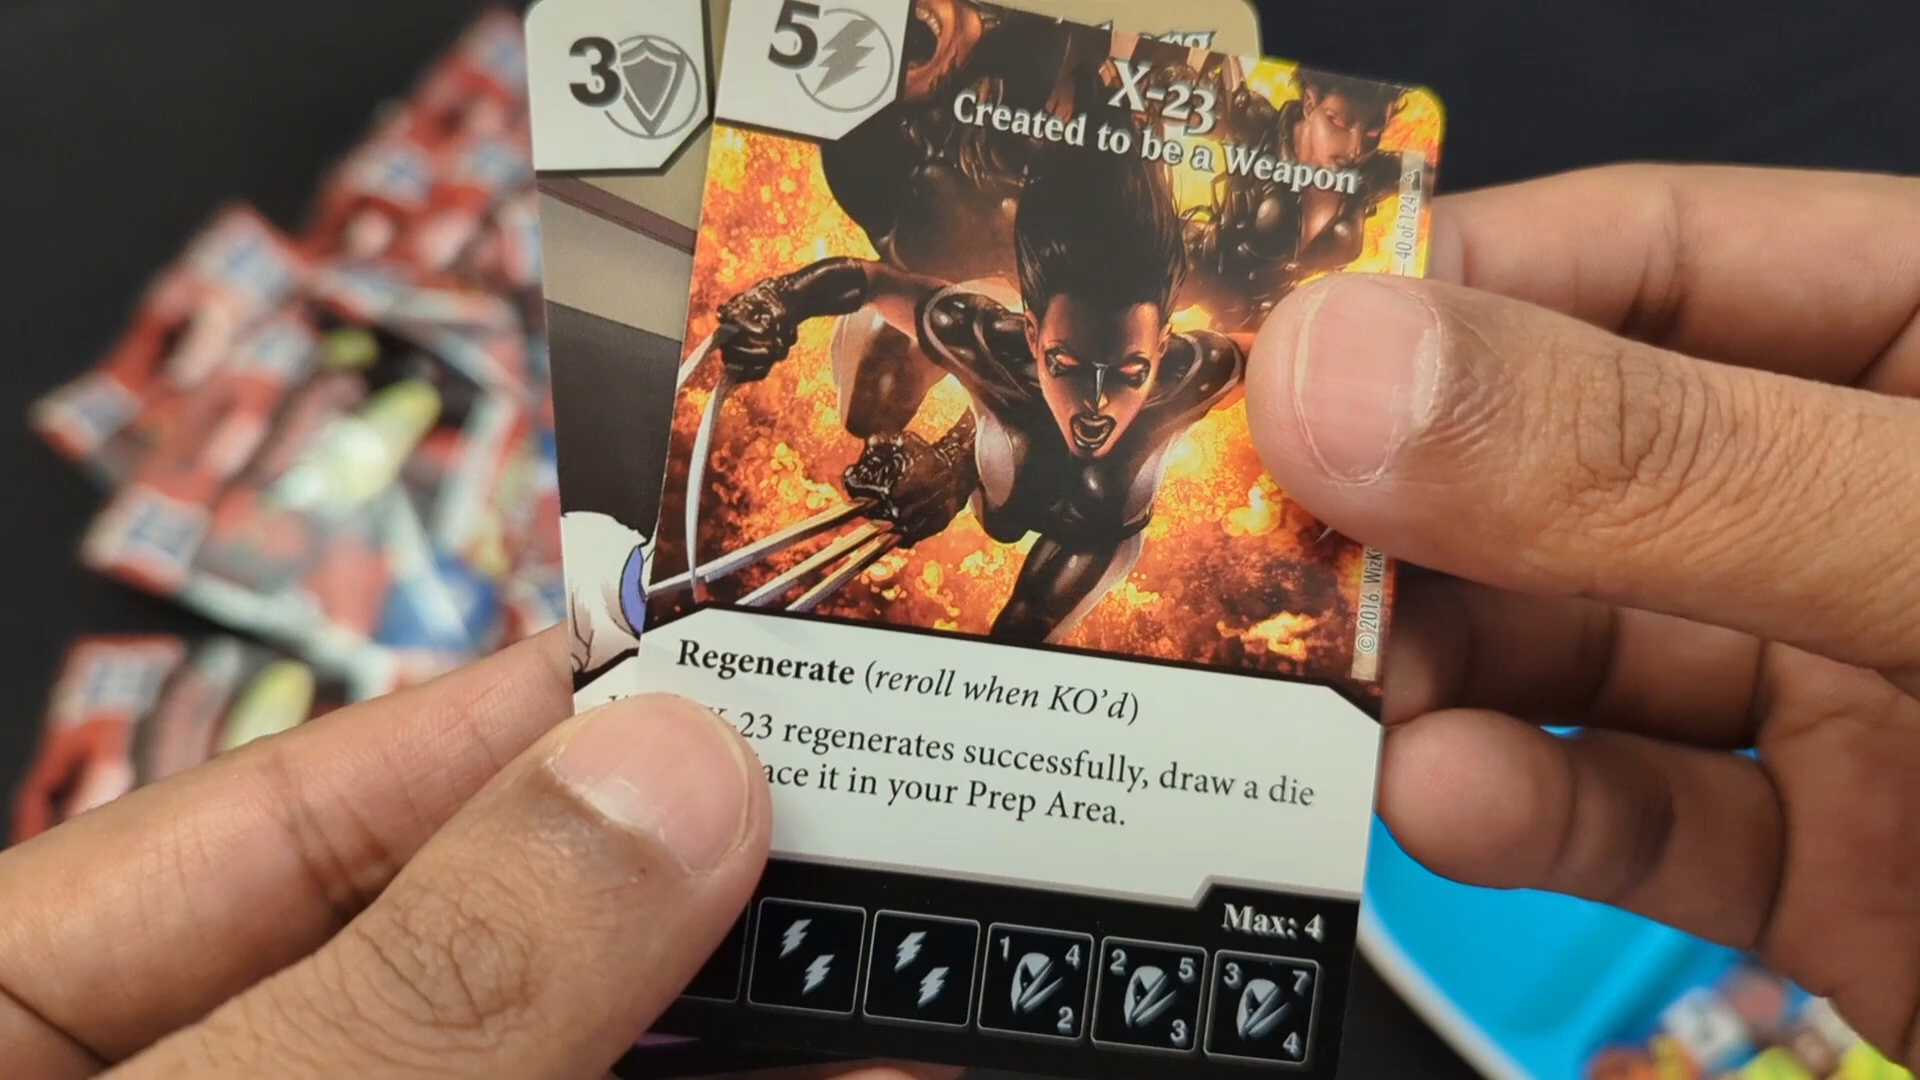 3
5
X-23
Created to be a Weapon
40 of 124
© 2016. WizKi
Regenerate (reroll when KO'd)
-23 regenerates successfully, draw a die
ace it in your Prep Area.
Max: 4
1 4 2
2 5 3
3 7 4